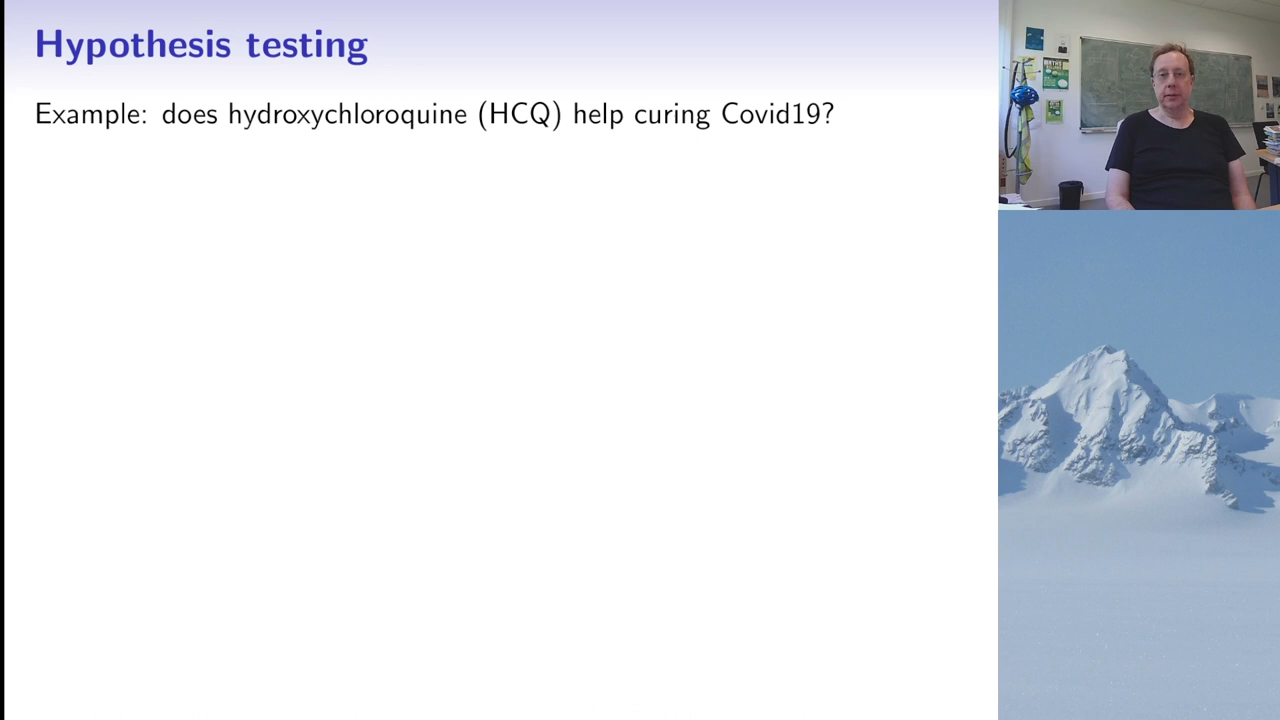 Hypothesis testing
Example: does hydroxychloroquine (HCQ) help curing Covid19?